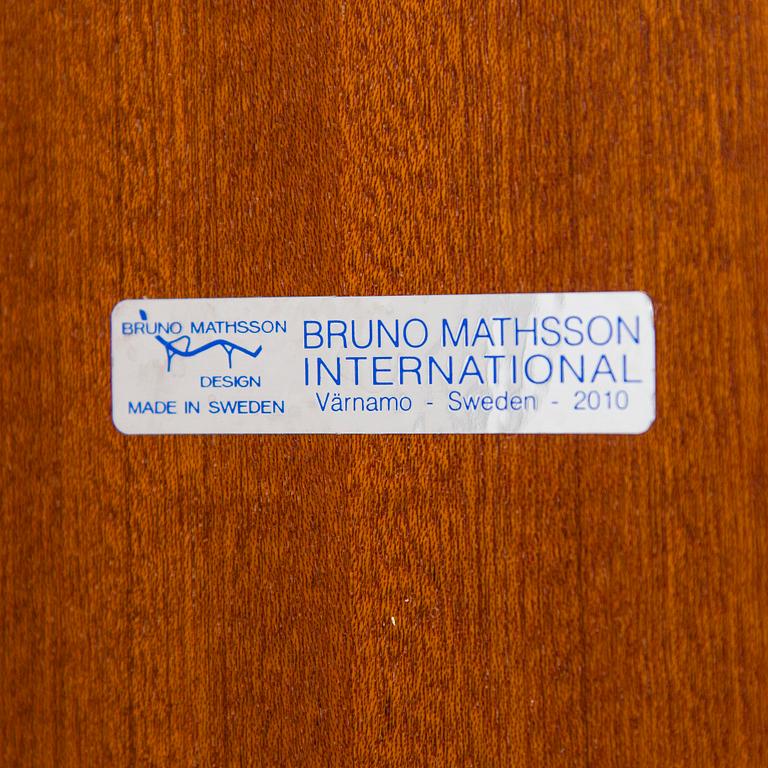 BRUNO MATHSSON
DESIGN
MADE IN SWEDEN
BRUNO MATHSSON
INTERNATIONAL
Värnamo - Sweden - 2010